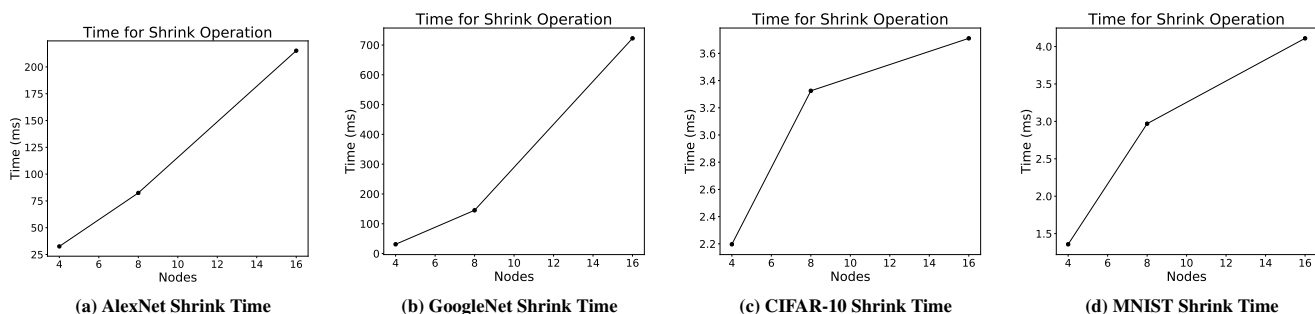 Time for Shrink Operation
Time (ms)
200
175
150
125
100
75
50
25
4 6 8 10 12 14 16
Nodes
(a) AlexNet Shrink Time
Time for Shrink Operation
Time (ms)
700
600
500
400
300
200
100
0
4 6 8 10 12 14 16
Nodes
(b) GoogleNet Shrink Time
Time for Shrink Operation
Time (ms)
3.6
3.4
3.2
3.0
2.8
2.6
2.4
2.2
4 6 8 10 12 14 16
Nodes
(c) CIFAR-10 Shrink Time
Time for Shrink Operation
Time (ms)
4.0
3.5
3.0
2.5
2.0
1.5
4 6 8 10 12 14 16
Nodes
(d) MNIST Shrink Time